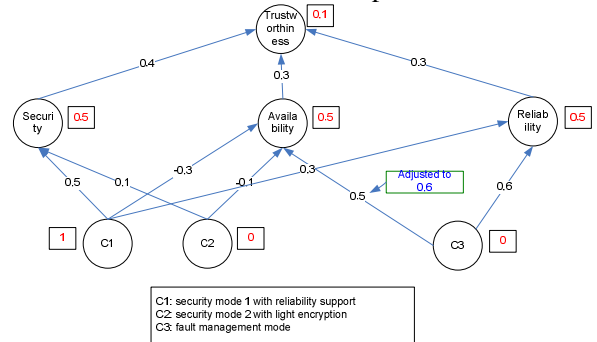 Trustw
orthin
ess
0.1
0.4
0.3
0.3
Securi
ty
0.5
Availa
bility
0.5
Reliab
ility
0.5
0.5
0.1
-0.3
-0.1
0.3
0.5
Adjusted to
0.6
0.6
1
C1
C2
0
C3
0
C1: security mode 1 with reliability support
C2: security mode 2 with light encryption
C3: fault management mode